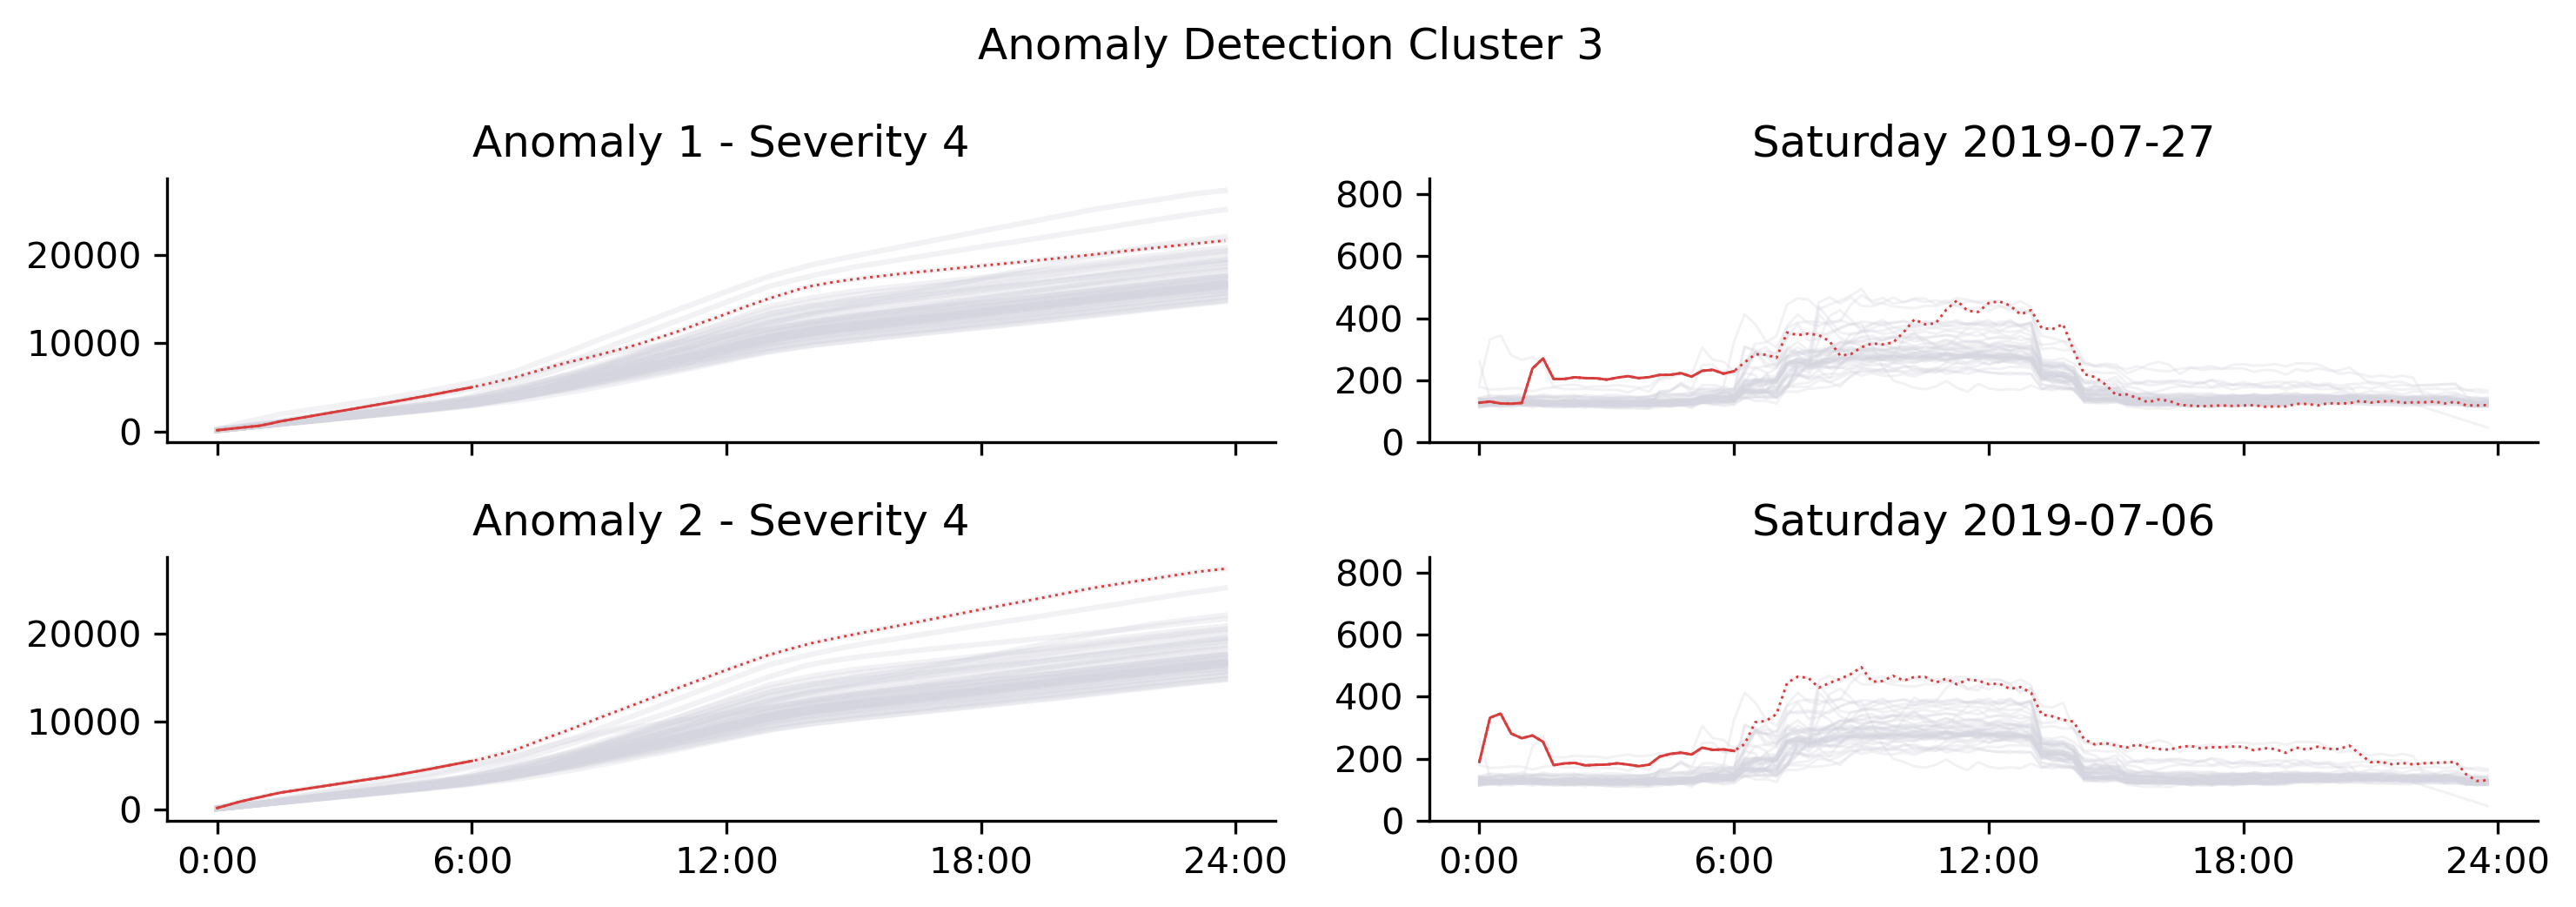 Anomaly Detection Cluster 3
Anomaly 1 - Severity 4
Saturday 2019-07-27
20000
10000
0
800
600
400
200
0
Anomaly 2 - Severity 4
Saturday 2019-07-06
20000
10000
0
0:00 6:00 12:00 18:00 24:00
800
600
400
200
0
0:00 6:00 12:00 18:00 24:00